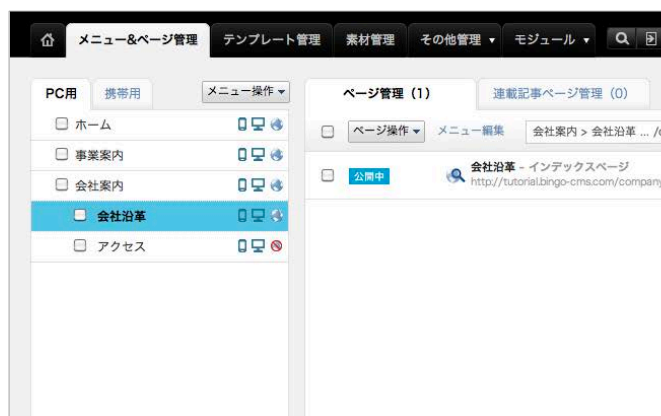 メニュー&ページ管理 テンプレート管理 素材管理 その他管理 ▼ モジュール ▼
PC用 携帯用 メニュー操作▼
ページ管理（1） 連載記事ページ管理（0）
ホーム
ページ操作▼ メニュー編集 会社案内 > 会社沿革 ... /c
事業案内
公開中 会社沿革 - インデックスページ
http://tutorial.bingo-cms.com/company
会社案内
会社沿革
アクセス